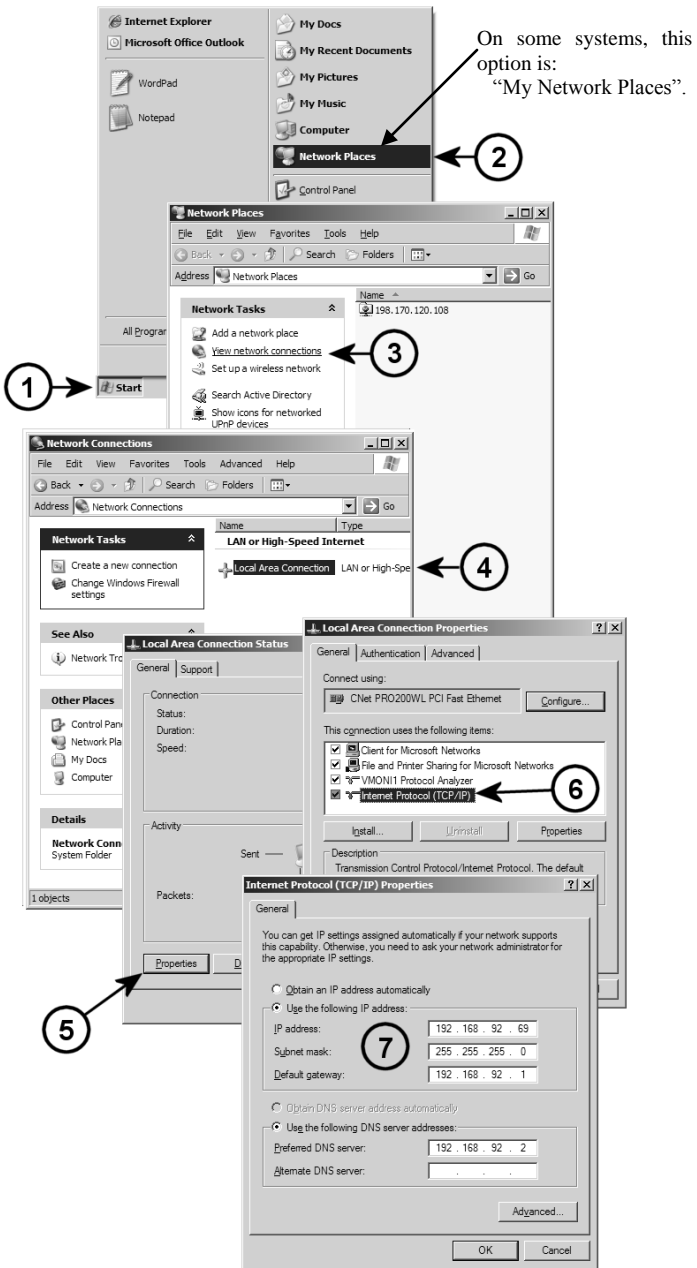 Internet Explorer
Microsoft Office Outlook
WordPad
Notepad
My Docs
My Recent Documents
My Pictures
My Music
Computer
Network Places
Control Panel
On some systems, this
option is:
“My Network Places”.
2
All
1
Start
Network Places
File Edit View Favorites Tools Help
Back Search Folders
Address Network Places Go
Network Tasks
Add a network place
View network connections
Set up a wireless network
Search Active Directory
Show icons for networked
UPnP devices
Name
198.170.120.108
3
Network Connections
File Edit View Favorites Tools Advanced Help
Back Search Folders
Address Network Connections Go
Network Tasks
Create a new connection
Change Windows Firewall
settings
See Also
Network
Other Places
Control
Network
My Docs
Computer
Details
Network
System Folder
1 objects
Name Type
LAN or High-Speed Internet
Local Area Connection LAN or
4
Local Area Connection Status
General Support
Connection
Status:
Duration:
Speed:
Activity
Sent
Packets:
Properties D
5
Local Area Connection Properties
General Authentication Advanced
Connect using:
CNet PRO200WL PCI Fast Ethernet Configure...
This connection uses the following items:
Client for Microsoft Networks
File and Printer Sharing for Microsoft Networks
VMONI1 Protocol Analyzer
Internet Protocol (TCP/IP)
6
Install... Uninstall Properties
Description
Transmission Control Protocol/Internet Protocol. The default
Internet Protocol (TCP/IP) Properties
General
You can get IP settings assigned automatically if your network supports
this capability. Otherwise, you need to ask your network administrator for
the appropriate IP settings.
Obtain an IP address automatically
Use the following IP address:
IP address: 192 . 168 . 92 . 69
Subnet mask: 255 . 255 . 255 . 0
Default gateway: 192 . 168 . 92 . 1
7
Obtain DNS server address automatically
Use the following DNS server addresses:
Preferred DNS server: 192 . 168 . 92 . 2
Alternate DNS server: . . .
Advanced...
OK Cancel